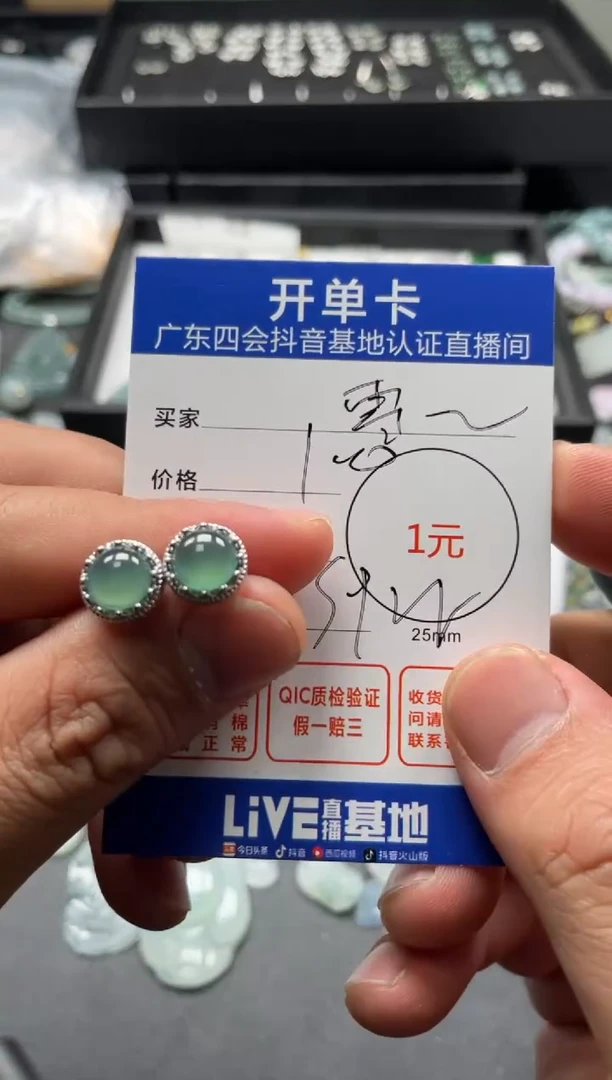 开单卡
广东四会抖音基地认证直播间
买家
价格
1元
25mm
棉
正常
QIC质检验证
假一赔三
收货
问请
联系
LiVE直播基地
今日头条 抖音 西瓜视频 抖音火山版